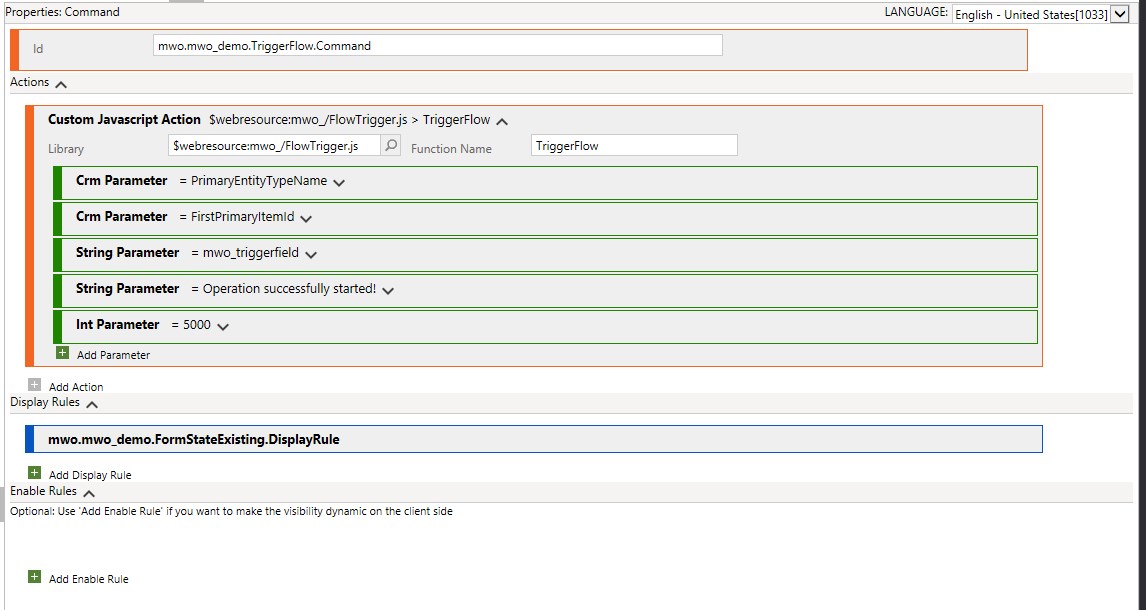 Properties: Command LANGUAGE: English - United States[1033]
Id mwo.mwo_demo.TriggerFlow.Command
Actions
Custom Javascript Action $webresource:mwo_/FlowTrigger.js > TriggerFlow
Library $webresource:mwo_/FlowTrigger.js Function Name TriggerFlow
Crm Parameter = PrimaryEntityTypeName
Crm Parameter = FirstPrimaryItemId
String Parameter = mwo_triggerfield
String Parameter = Operation successfully started!
Int Parameter = 5000
Add Parameter
Add Action
Display Rules
mwo.mwo_demo.FormStateExisting.DisplayRule
Add Display Rule
Enable Rules
Optional: Use 'Add Enable Rule' if you want to make the visibility dynamic on the client side
Add Enable Rule